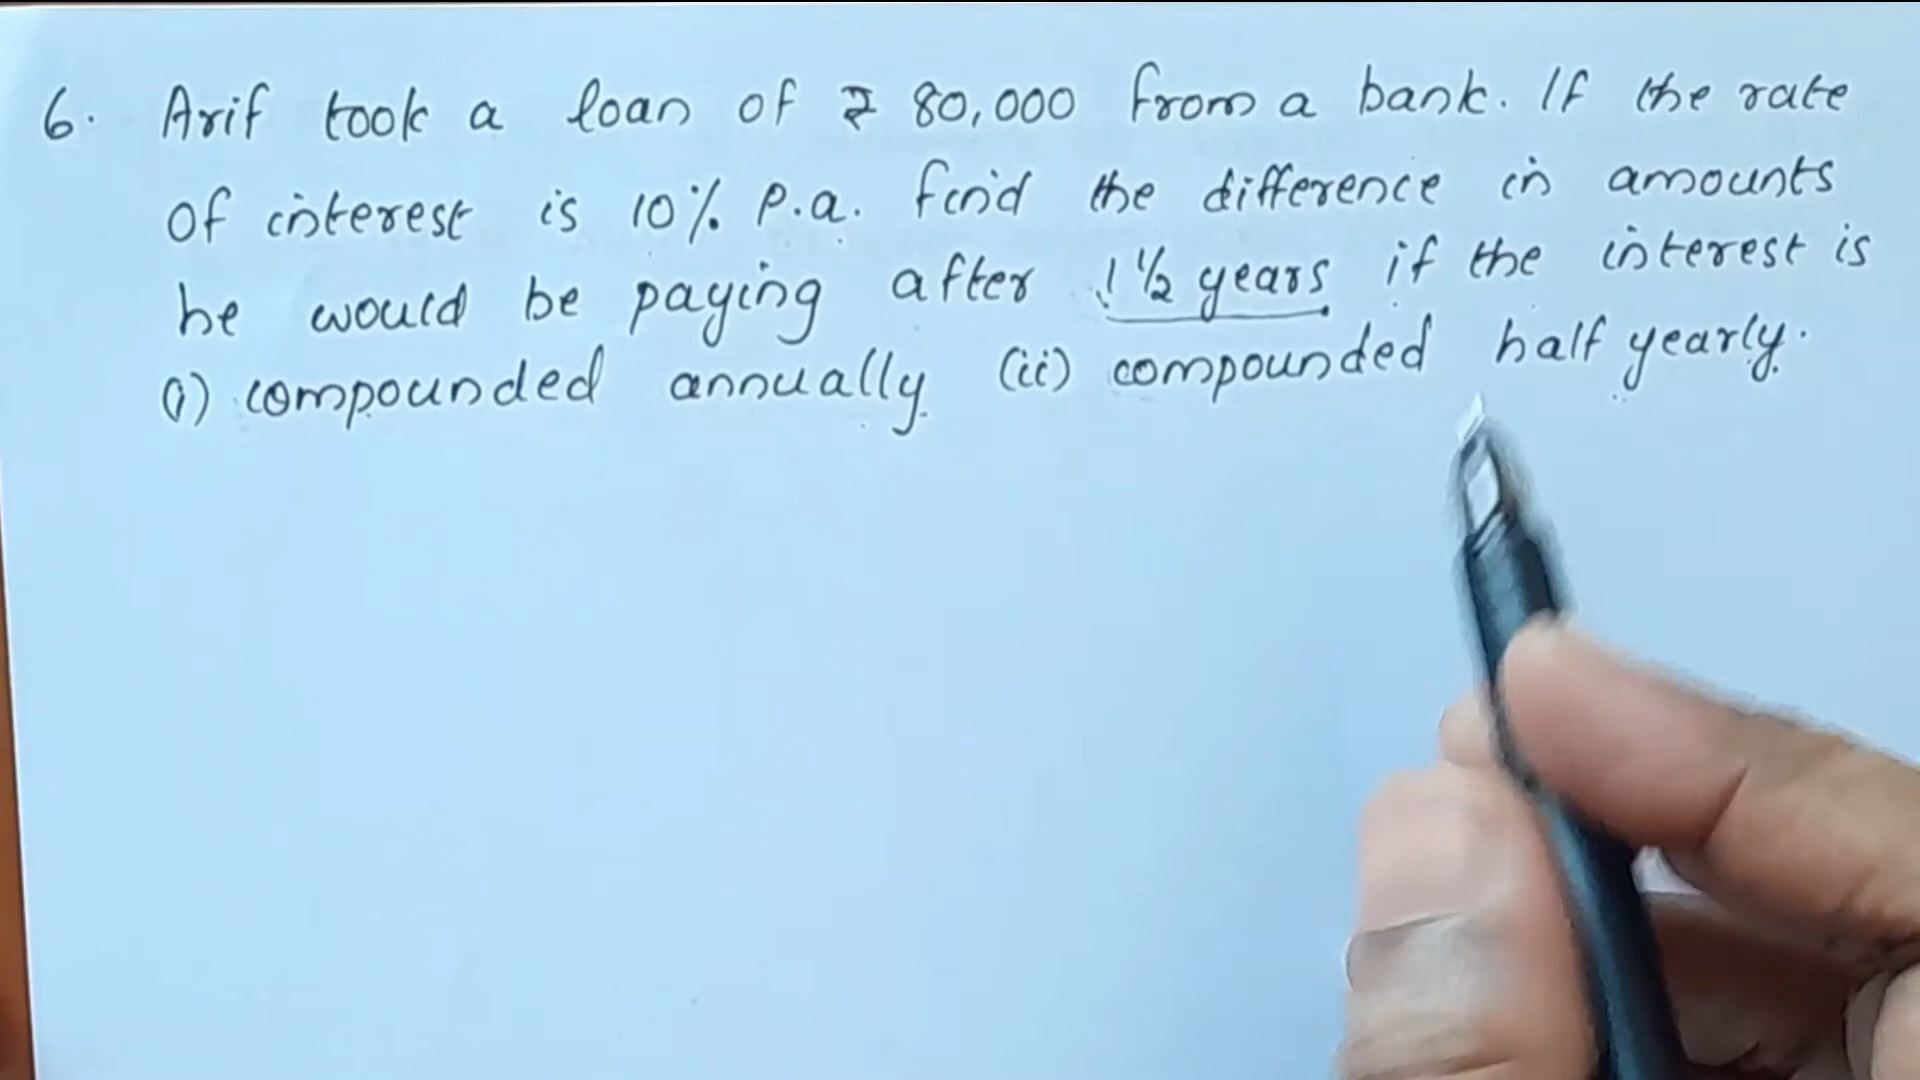 6. Arif took a loan of ₹ 80,000 from a bank. If the rate
of interest is 10% p.a. find the difference in amounts
he would be paying after 1 1/2 years if the interest is
(i) compounded annually (ii) compounded half yearly.